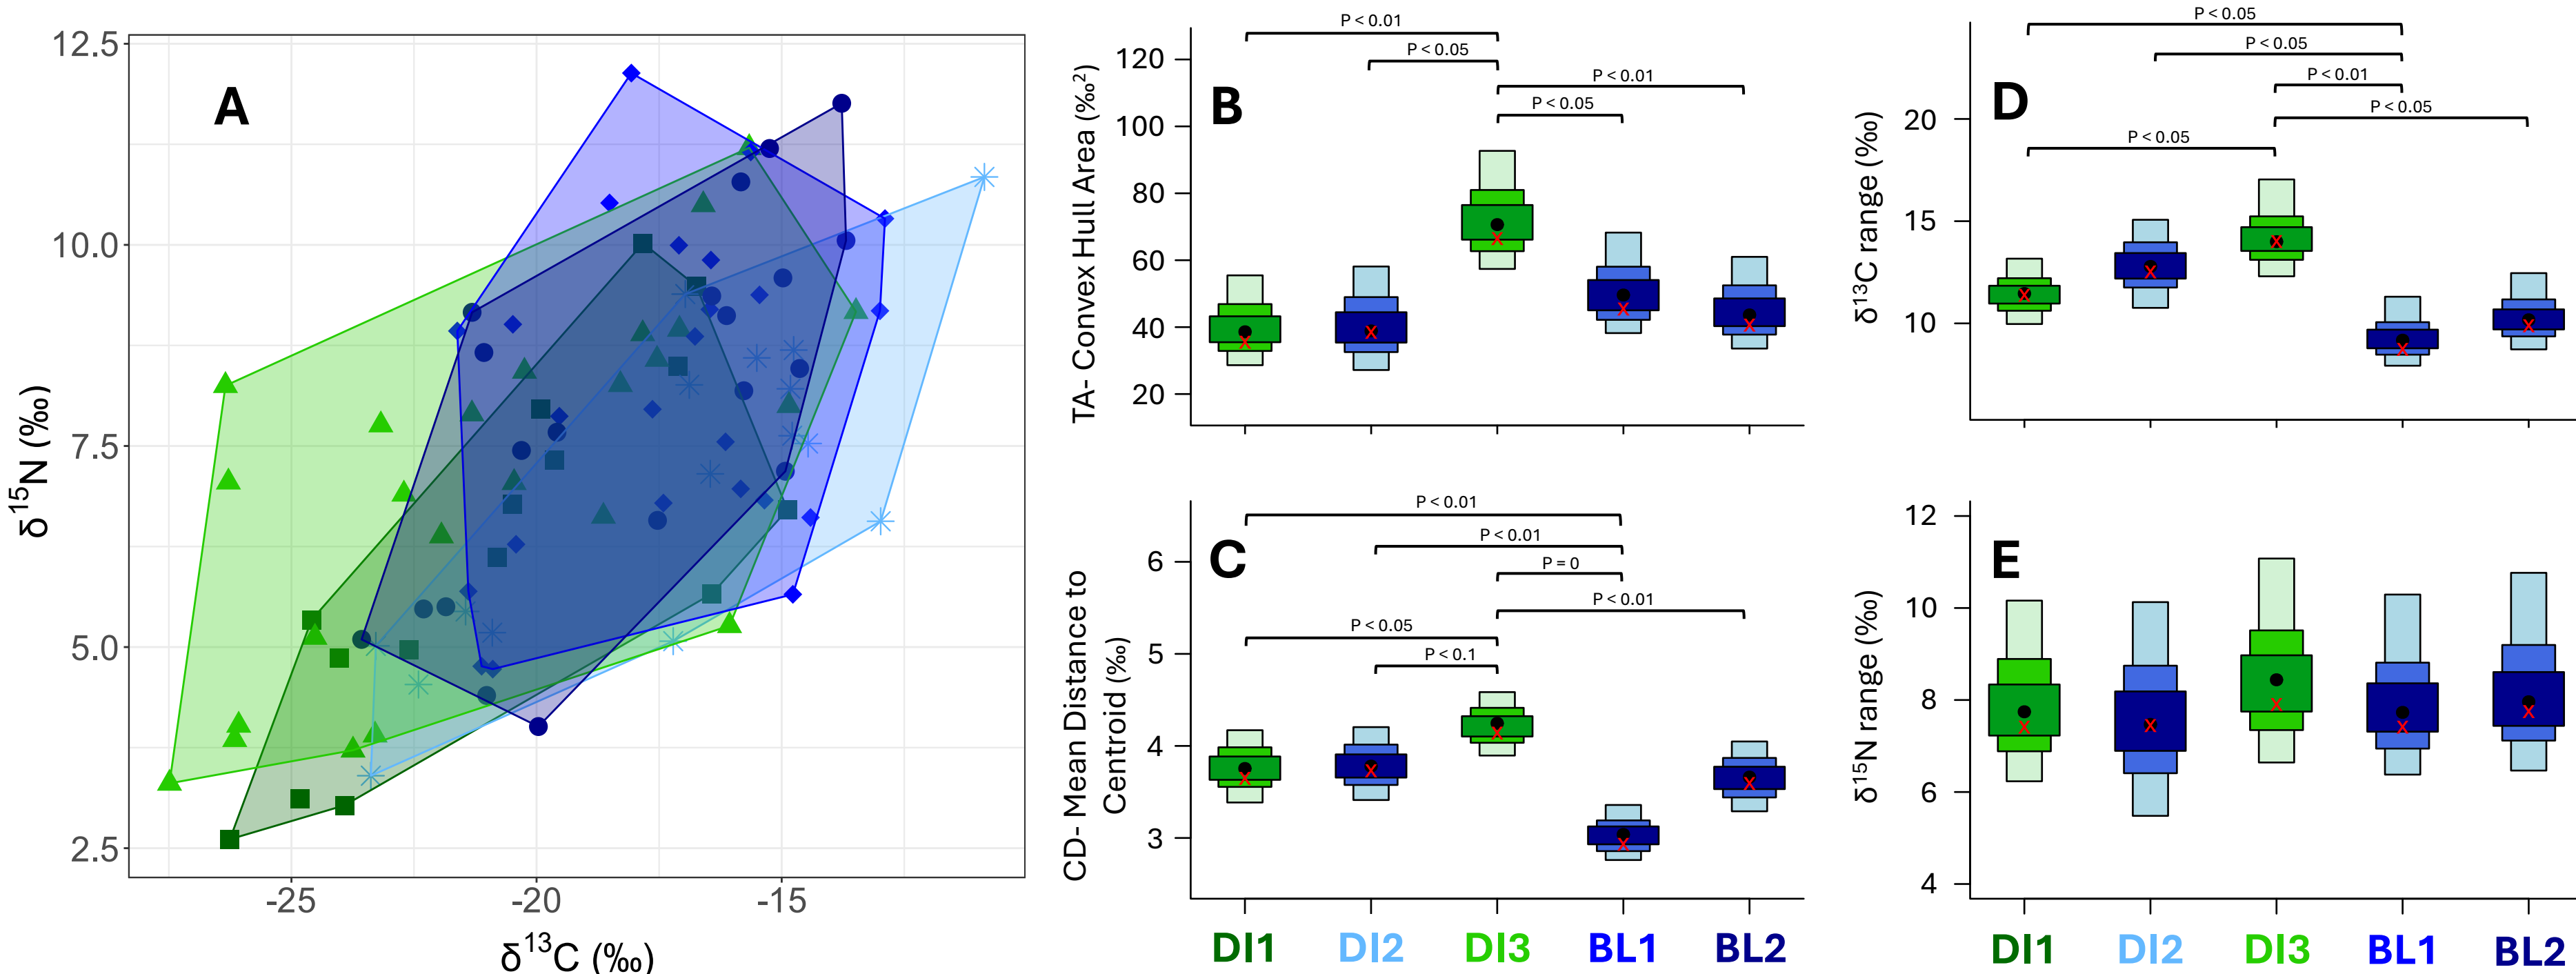 A
12.5
10.0
7.5
5.0
2.5
δ15N (‰)
-25
-20
-15
δ13C (‰)
B
TA- Convex Hull Area (‰2)
120
100
80
60
40
20
P < 0.01
P < 0.05
P < 0.01
P < 0.05
C
CD- Mean Distance to
Centroid (‰)
6
5
4
3
P < 0.01
P < 0.01
P = 0
P < 0.01
P < 0.05
P < 0.1
DI1
DI2
DI3
BL1
BL2
D
δ13C range (‰)
20
15
10
P < 0.05
P < 0.05
P < 0.01
P < 0.05
P < 0.05
E
δ15N range (‰)
12
10
8
6
4
DI1
DI2
DI3
BL1
BL2